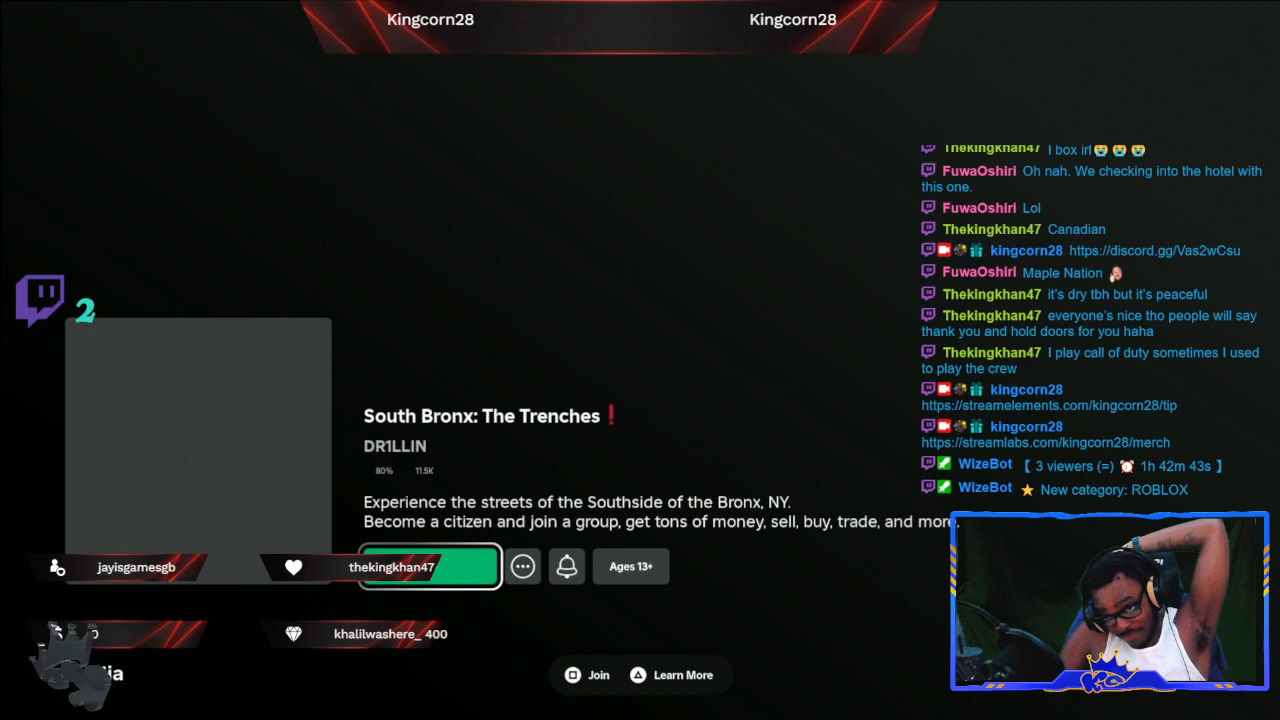 Kingcorn28
Kingcorn28
Thekingkhan47 I box irl😭 😭 😭
FuwaOshiri Oh nah. We checking into the hotel with
this one.
FuwaOshiri Lol
Thekingkhan47 Canadian
kingcorn28 https://discord.gg/Vas2wCsu
FuwaOshiri Maple Nation
Thekingkhan47 it's dry tbh but it's peaceful
Thekingkhan47 everyone's nice tho people will say
thank you and hold doors for you haha
Thekingkhan47 I play call of duty sometimes I used
to play the crew
kingcorn28
https://streamelements.com/kingcorn28/tip
kingcorn28
https://streamlabs.com/kingcorn28/merch
WizeBot 【 3 viewers (=) ⏰ 1h 42m 43s 】
WizeBot ⭐ New category: ROBLOX
2
South Bronx: The Trenches❗
DR1LLIN
80% 11.5K
Experience the streets of the Southside of the Bronx, NY.
Become a citizen and join a group, get tons of money, sell, buy, trade, and more.
Ages 13+
jayisgamesgb
thekingkhan47
khalilwashere_ 400
Join
Learn More